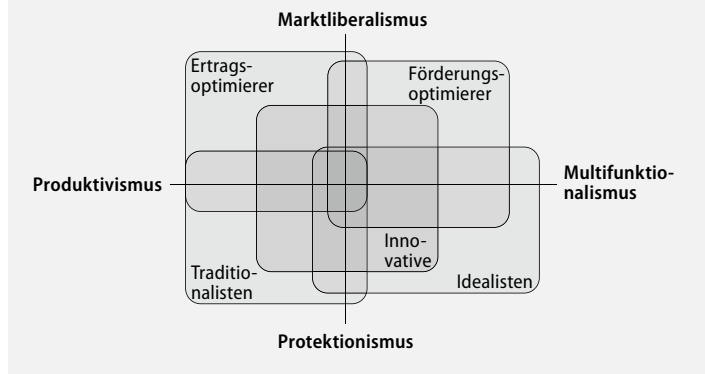 Marktliberalismus
Ertrags-
optimierer
Förderungs-
optimierer
Produktivismus
Multifunktio-
nalismus
Inno-
vative
Traditio-
nalisten
Idealisten
Protektionismus